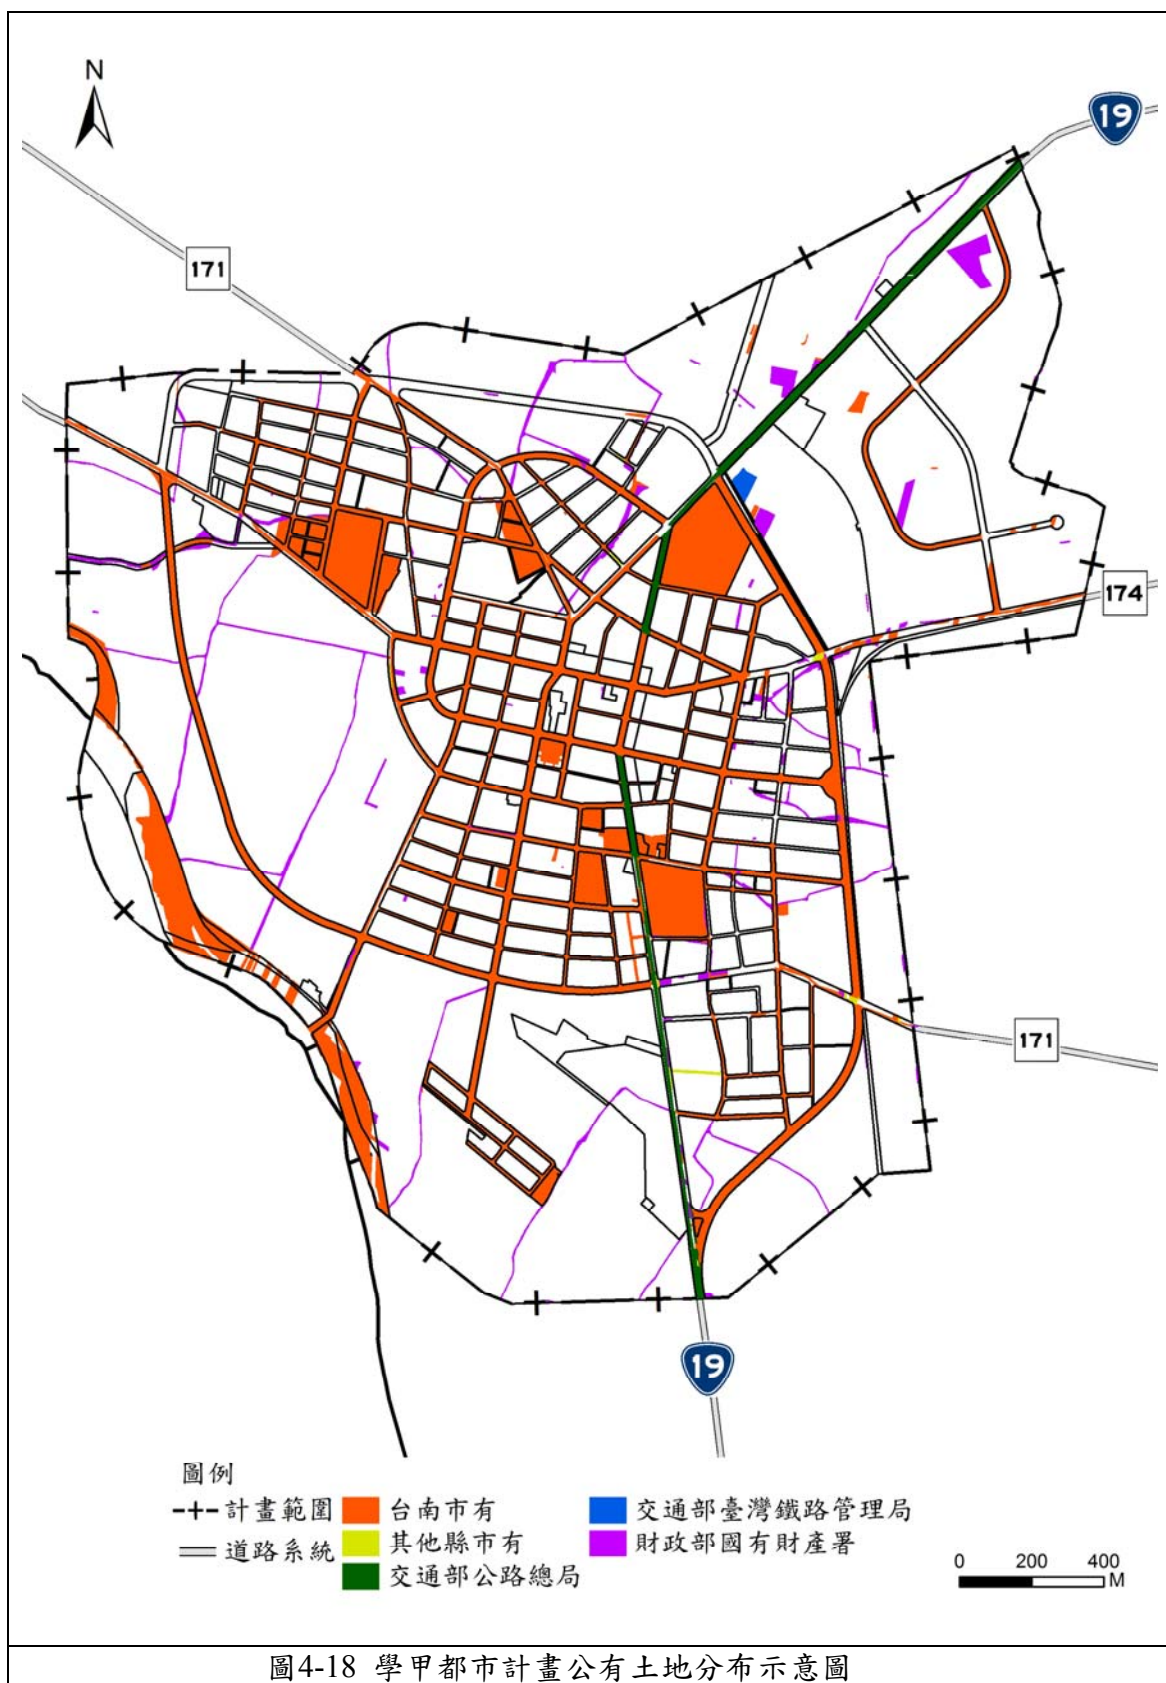 N
19
171
174
171
19
圖例
計畫範圍
台南市有
交通部臺灣鐵路管理局
道路系統
其他縣市有
財政部國有財產署
交通部公路總局
0 200 400
M
圖4-18 學甲都市計畫公有土地分布示意圖